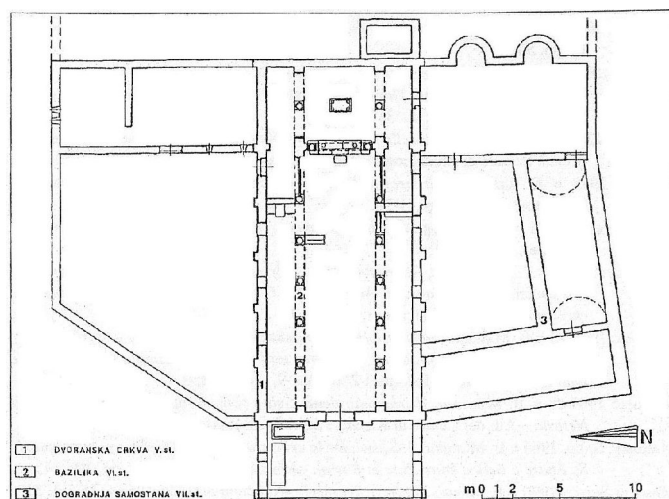 2
3
1
N
1 DVORANSKA CRKVA V.st.
2 BAZILIKA VI.st.
3 DOGRADNJA SAMOSTANA VII.st.
m 0 1 2 5 10